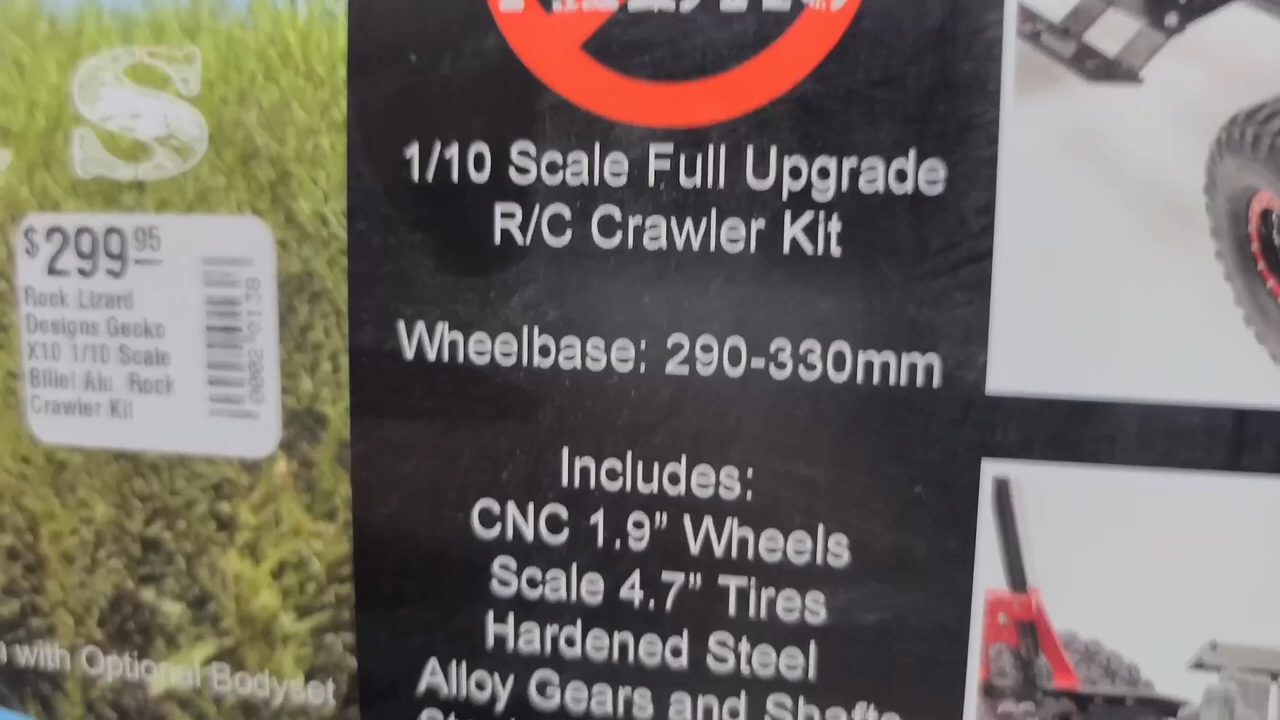 S
$299.95
Rock Lizard
Designs Gecko
X10 1/10 Scale
Billet Alu. Rock
Crawler Kit
with Optional Bodyset
1/10 Scale Full Upgrade
R/C Crawler Kit
Wheelbase: 290-330mm
Includes:
CNC 1.9” Wheels
Scale 4.7” Tires
Hardened Steel
Alloy Gears and Shafts